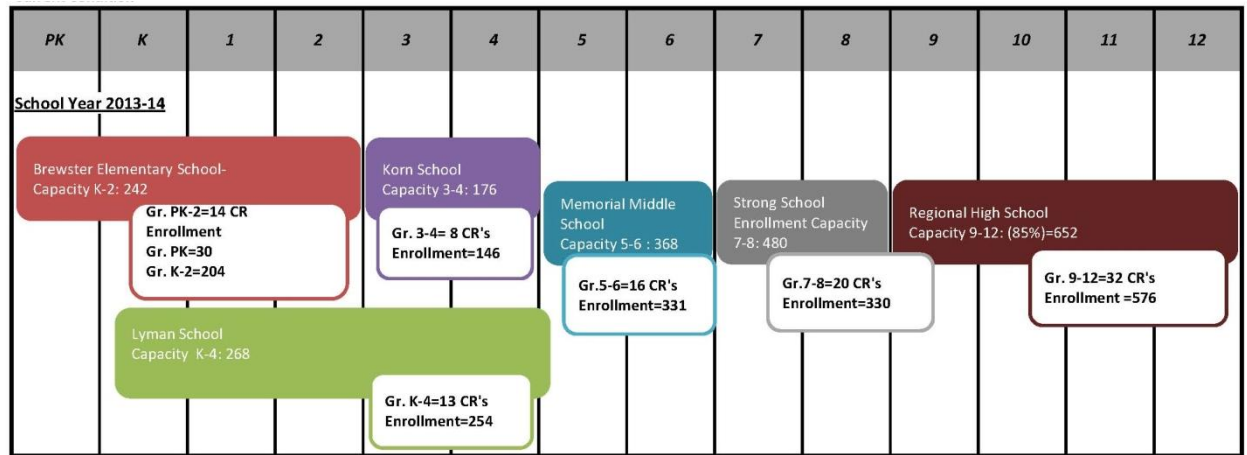 PK K 1 2 3 4 5 6 7 8 9 10 11 12
School Year 2013-14
Brewster Elementary School-
Capacity K-2: 242
Gr. PK-2=14 CR
Enrollment
Gr. PK=30
Gr. K-2=204
Korn School
Capacity 3-4: 176
Gr. 3-4= 8 CR's
Enrollment=146
Memorial Middle
School
Capacity 5-6 : 368
Gr.5-6=16 CR's
Enrollment=331
Strong School
Enrollment Capacity
7-8: 480
Gr.7-8=20 CR's
Enrollment=330
Regional High School
Capacity 9-12: (85%)=652
Gr. 9-12=32 CR's
Enrollment =576
Lyman School
Capacity K-4: 268
Gr. K-4=13 CR's
Enrollment=254